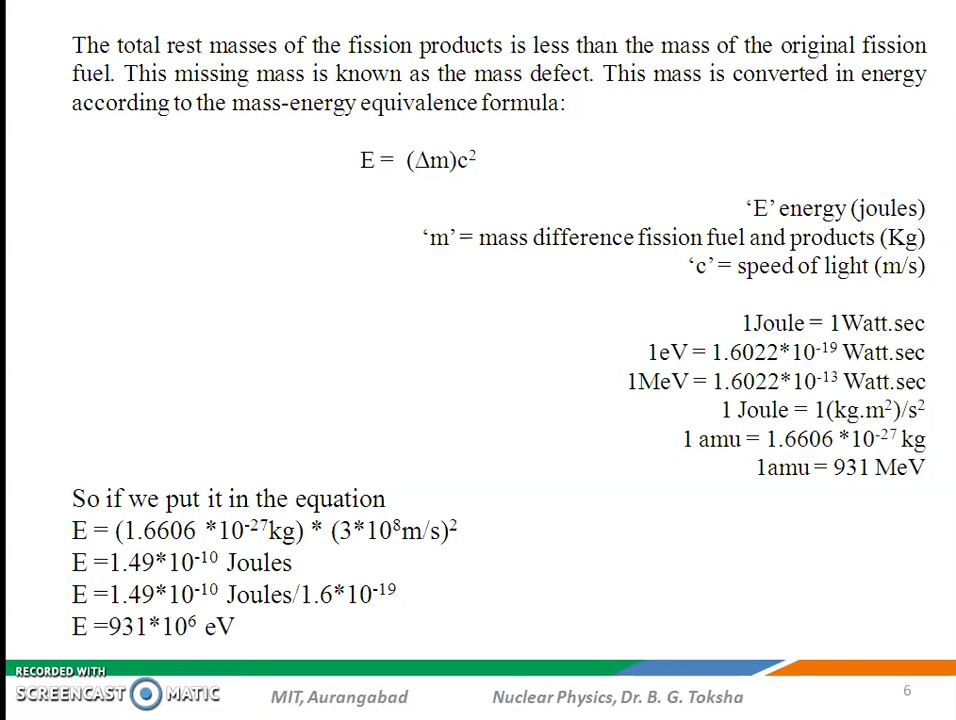 The total rest masses of the fission products is less than the mass of the original fission
fuel. This missing mass is known as the mass defect. This mass is converted in energy
according to the mass-energy equivalence formula:
E = (Δm)c²
‘E’ energy (joules)
‘m’ = mass difference fission fuel and products (Kg)
‘c’ = speed of light (m/s)
1Joule = 1Watt.sec
1eV = 1.6022*10⁻¹⁹ Watt.sec
1MeV = 1.6022*10⁻¹³ Watt.sec
1 Joule = 1(kg.m²)/s²
1 amu = 1.6606 *10⁻²⁷ kg
1amu = 931 MeV
So if we put it in the equation
E = (1.6606 *10⁻²⁷kg) * (3*10⁸m/s)²
E =1.49*10⁻¹⁰ Joules
E =1.49*10⁻¹⁰ Joules/1.6*10⁻¹⁹
E =931*10⁶ eV
RECORDED WITH
SCREENCAST MATIC
MIT, Aurangabad Nuclear Physics, Dr. B. G. Toksha 6